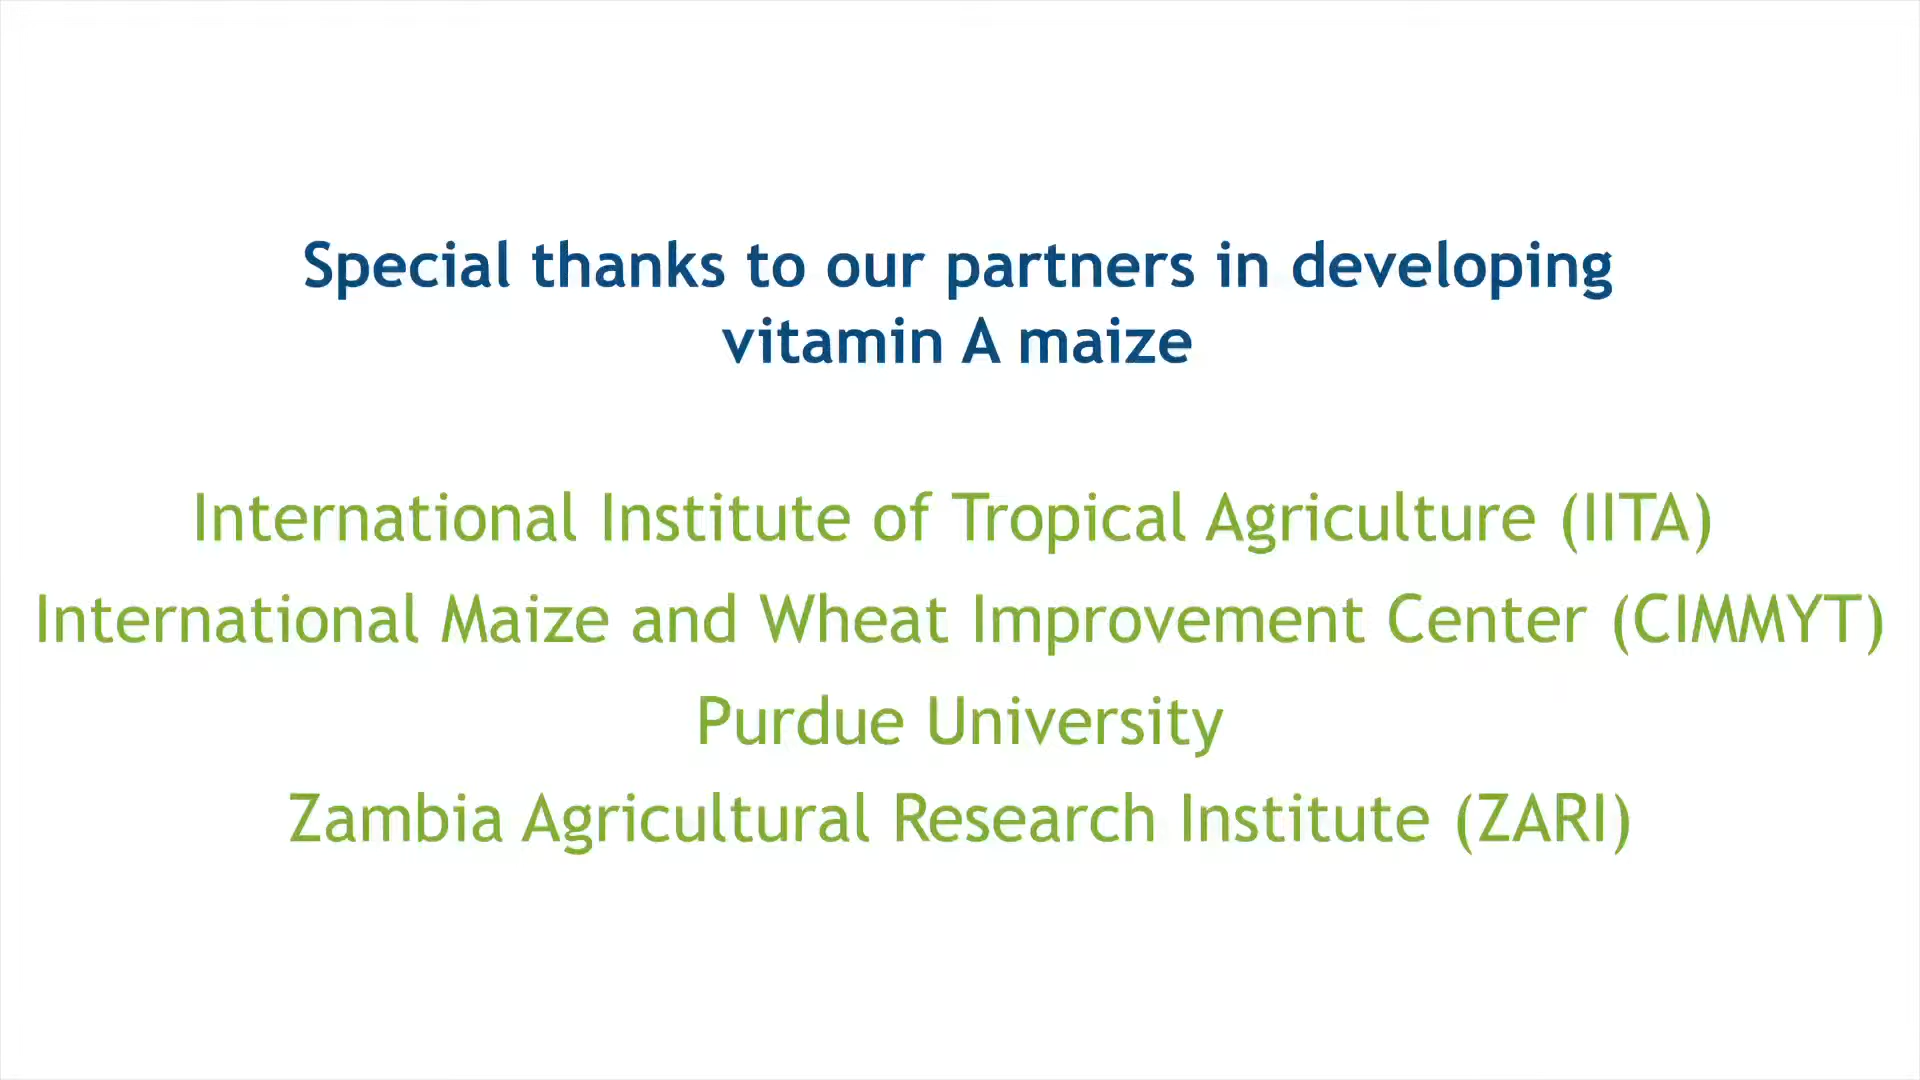 Special thanks to our partners in developing
vitamin A maize
International Institute of Tropical Agriculture (IITA)
International Maize and Wheat Improvement Center (CIMMYT)
Purdue University
Zambia Agricultural Research Institute (ZARI)